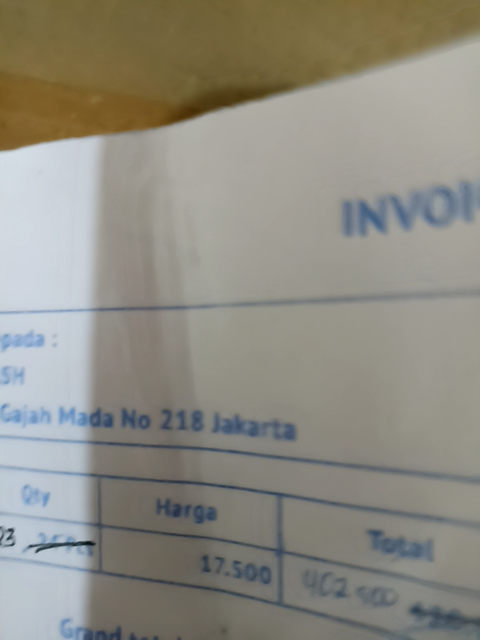 INVOI
pada :
SH
Gajah Mada No 218 Jakarta
Qty Harga Total
23 17.500 402 500
Grand